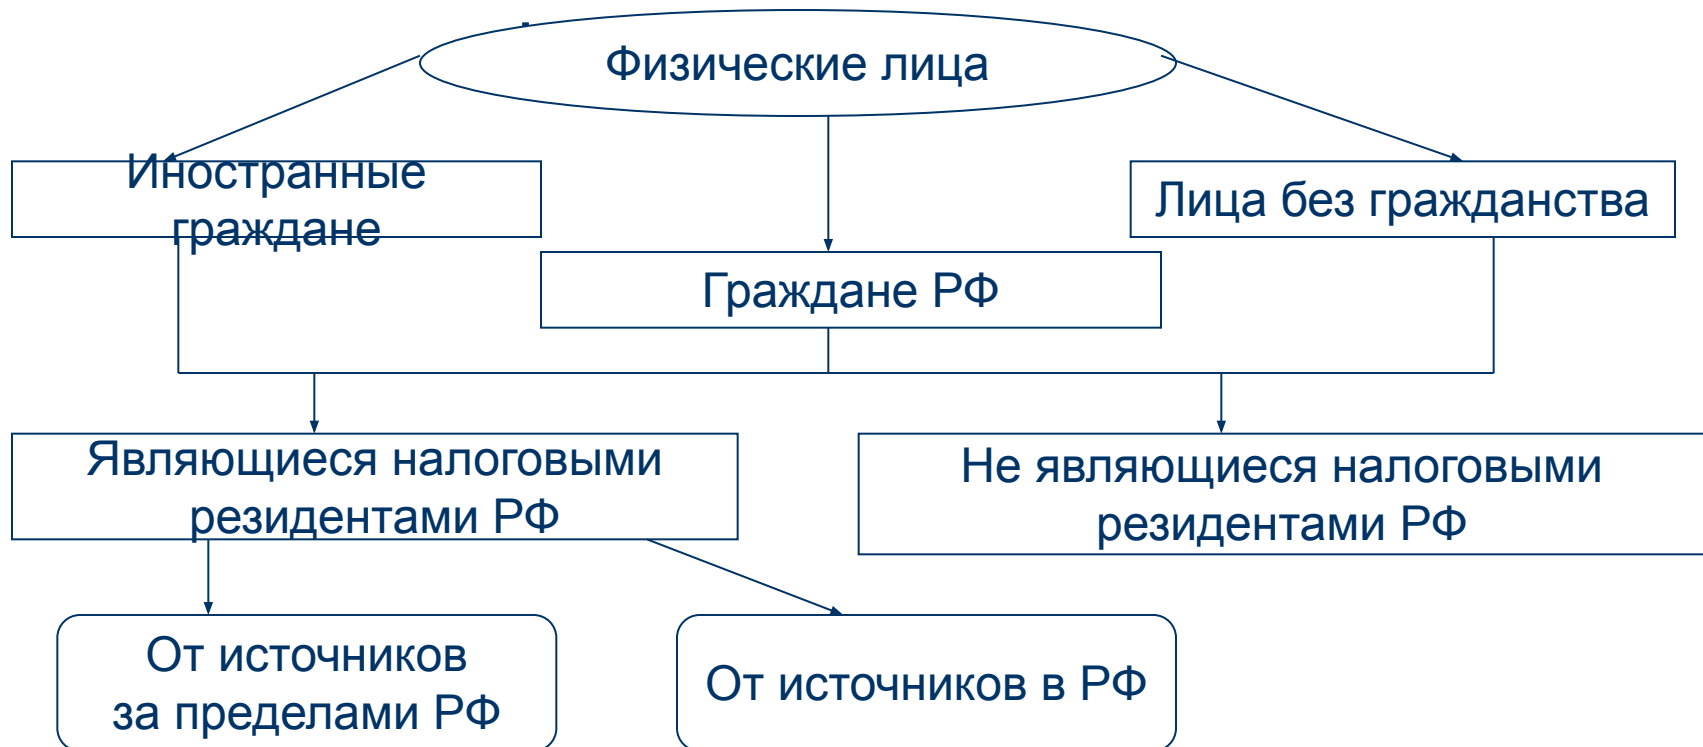 Физические лица
Иностранные
граждане
Лица без гражданства
Граждане РФ
Являющиеся налоговыми
резидентами РФ
Не являющиеся налоговыми
резидентами РФ
От источников
за пределами РФ
От источников в РФ